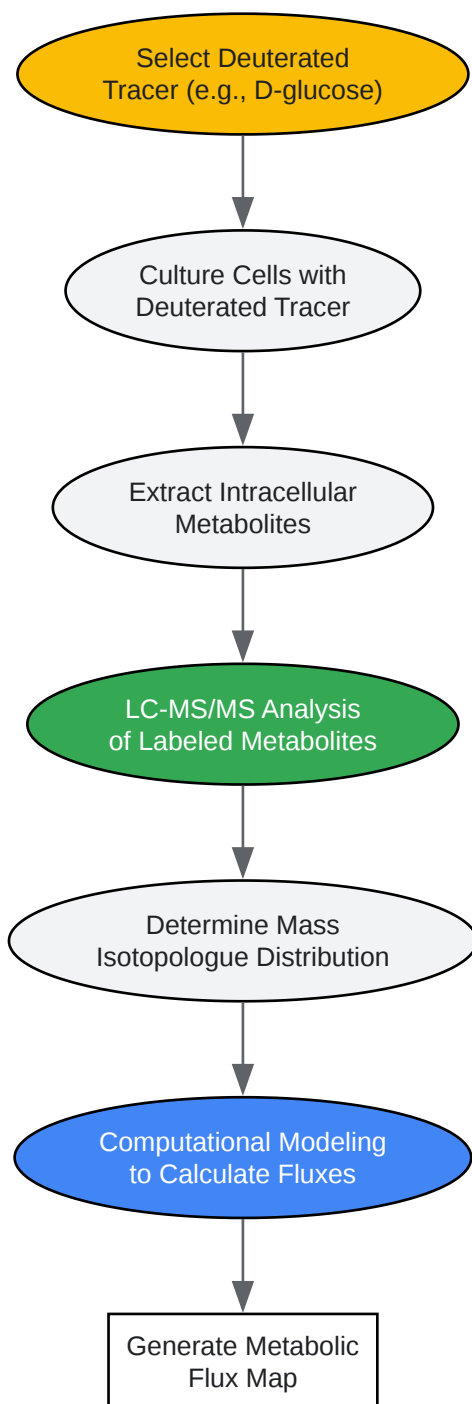 Select Deuterated
Tracer (e.g., D-glucose)
Culture Cells with
Deuterated Tracer
Extract Intracellular
Metabolites
LC-MS/MS Analysis
of Labeled Metabolites
Determine Mass
Isotopologue Distribution
Computational Modeling
to Calculate Fluxes
Generate Metabolic
Flux Map